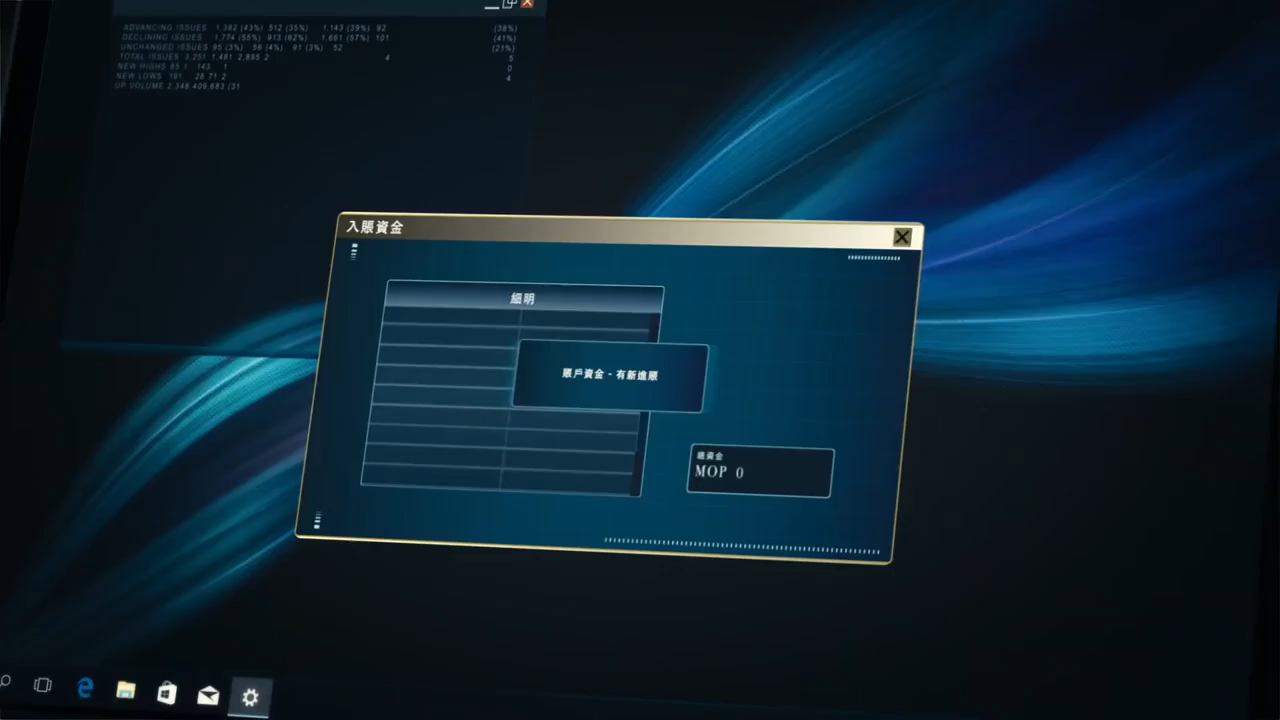 ADVANCING ISSUES 1,382 (43%) 512 (35%) 1,143 (39%) 92 (38%)
DECLINING ISSUES 1,774 (55%) 913 (62%) 1,661 (57%) 101 (41%)
UNCHANGED ISSUES 95 (3%) 56 (4%) 91 (3%) 52 (21%)
TOTAL ISSUES 3,251 1,481 2,895 2 4 5
NEW HIGHS 85 1 143 1 0
NEW LOWS 191 28 71 2 4
UP VOLUME 2,346,409,683 (31
入賬資金
細明
賬戶資金 - 有新進賬
總資金
MOP 0